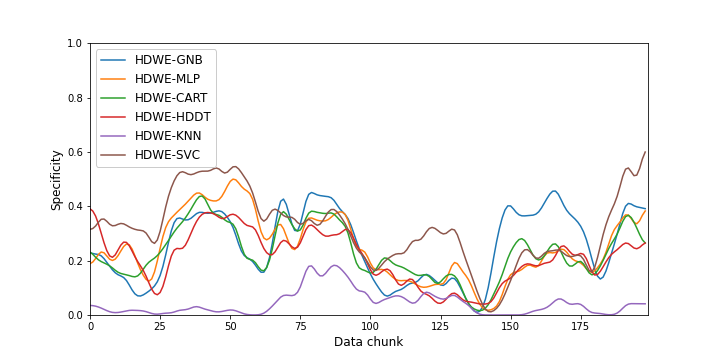 1.0
0.8
0.6
0.4
0.2
0.0
Specificity
HDWE-GNB
HDWE-MLP
HDWE-CART
HDWE-HDDT
HDWE-KNN
HDWE-SVC
0 25 50 75 100 125 150 175
Data chunk